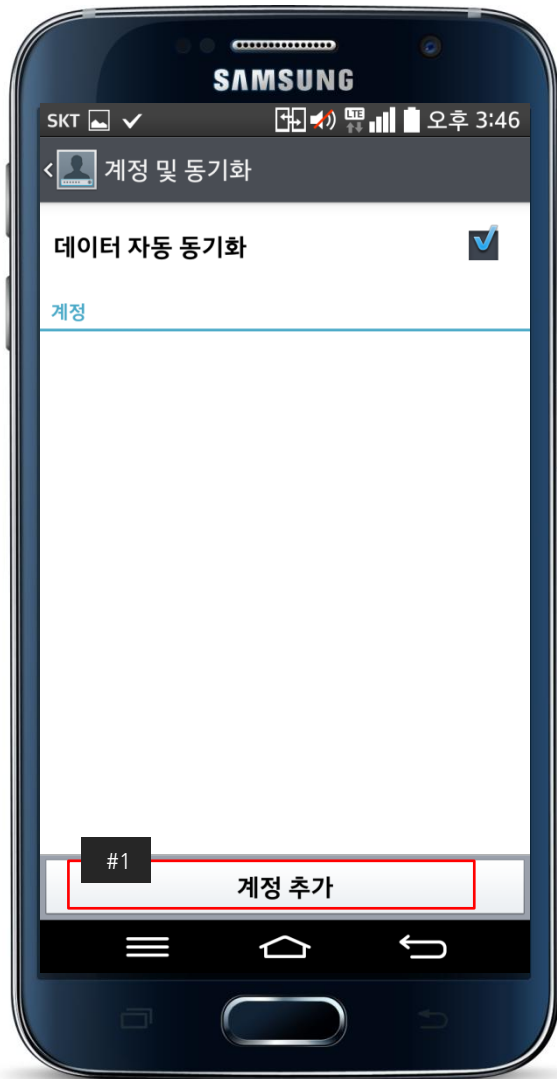 SAMSUNG
SKT LTE 오후 3:46
< 계정 및 동기화
데이터 자동 동기화
계정
#1
계정 추가